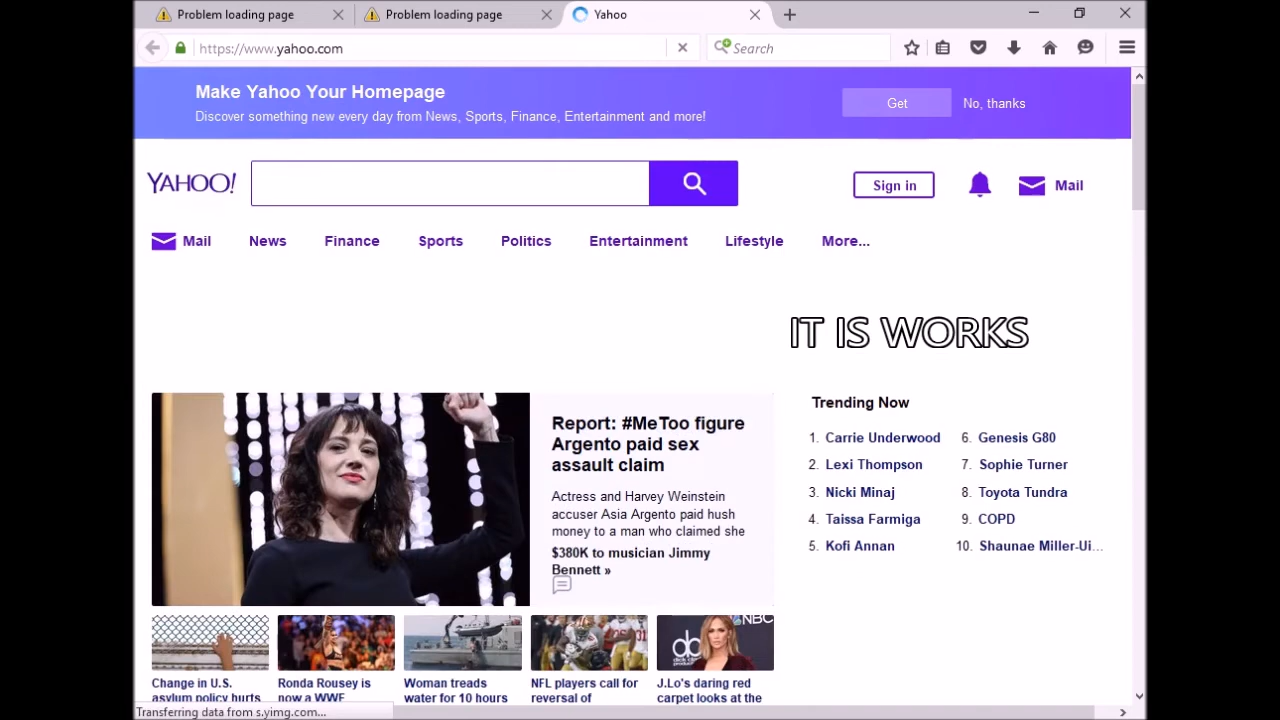 Problem loading page
Problem loading page
Yahoo
https://www.yahoo.com
Search
Make Yahoo Your Homepage
Discover something new every day from News, Sports, Finance, Entertainment and more!
Get
No, thanks
YAHOO!
Sign in
Mail
Mail News Finance Sports Politics Entertainment Lifestyle More...
IT IS WORKS
Report: #MeToo figure
Argento paid sex
assault claim
Actress and Harvey Weinstein
accuser Asia Argento paid hush
money to a man who claimed she
$380K to musician Jimmy
Bennett »
Trending Now
1. Carrie Underwood
2. Lexi Thompson
3. Nicki Minaj
4. Taissa Farmiga
5. Kofi Annan
6. Genesis G80
7. Sophie Turner
8. Toyota Tundra
9. COPD
10. Shaunae Miller-Ui...
NBC
Change in U.S.
asylum policy hurts
Ronda Rousey is
now a WWE
Woman treads
water for 10 hours
NFL players call for
reversal of
J.Lo's daring red
carpet looks at the
Transferring data from s.yimg.com...